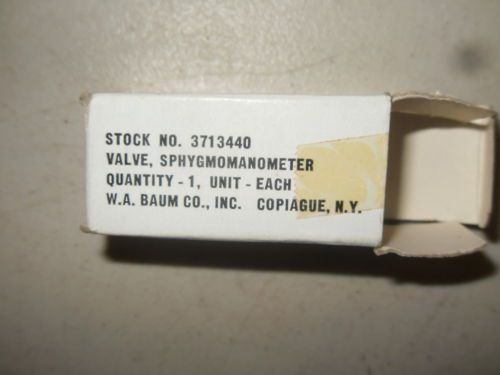 STOCK NO. 3713440
VALVE, SPHYGMOMANOMETER
QUANTITY - 1, UNIT - EACH
W.A. BAUM CO., INC. COPIAGUE, N.Y.